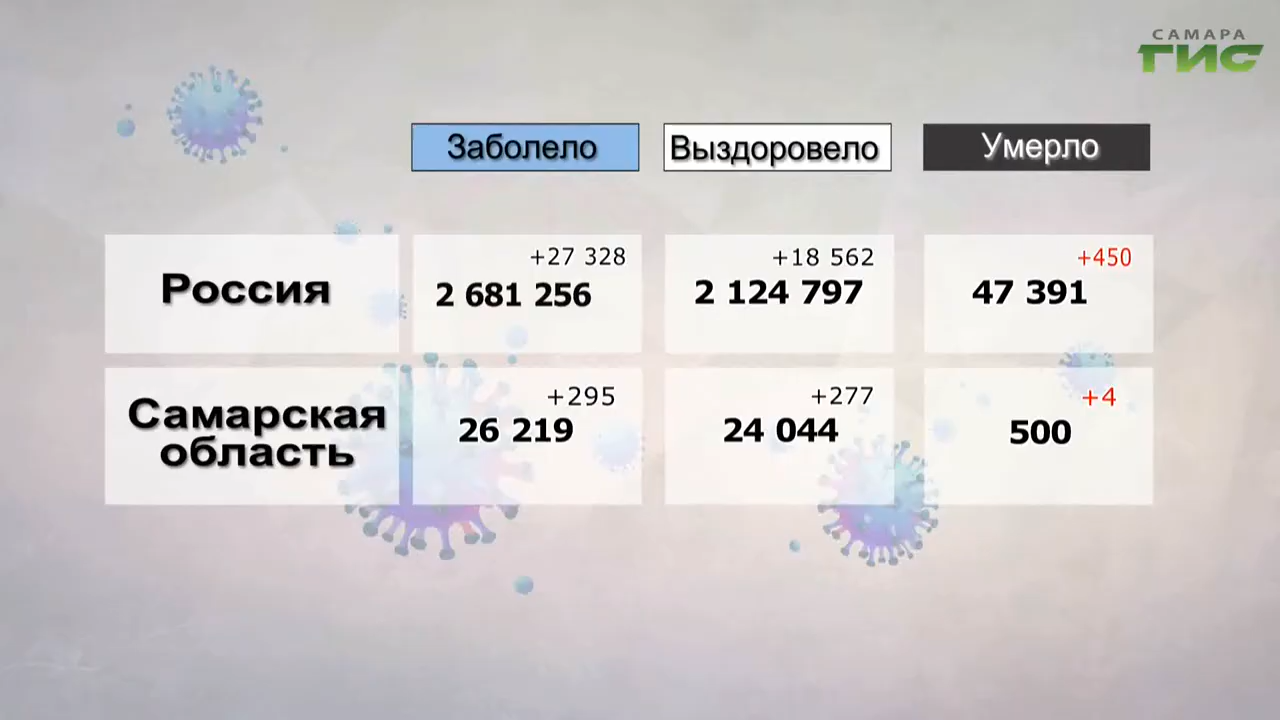 САМАРА
ГИС
Заболело Выздоровело Умерло
+27 328 +18 562 +450
Россия 2 681 256 2 124 797 47 391
+295 +277 +4
Самарская 26 219 24 044 500
область